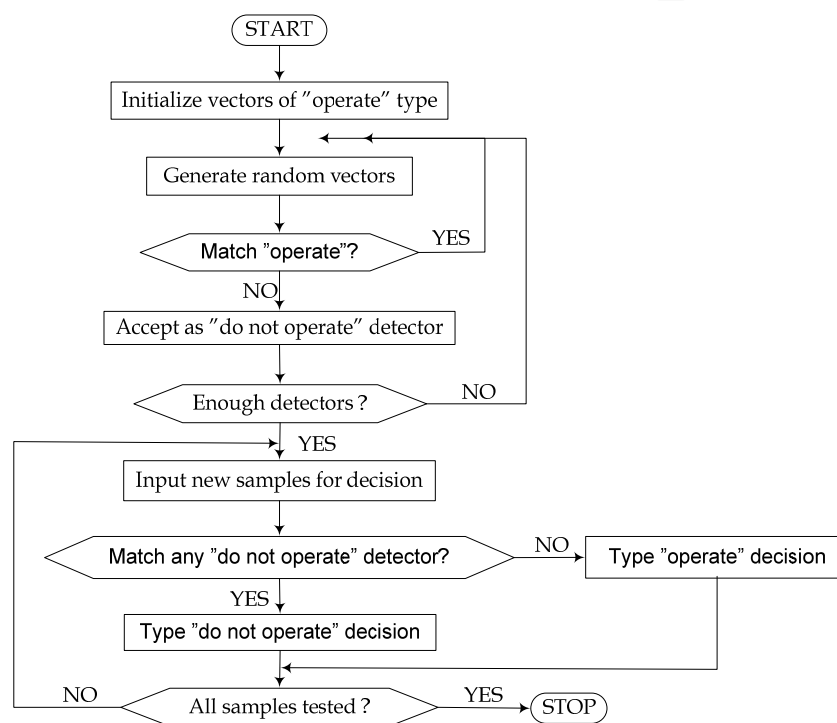 START
Initialize vectors of ”operate” type
Generate random vectors
Match ”operate”?
YES
NO
Accept as ”do not operate” detector
Enough detectors ?
NO
YES
Input new samples for decision
Match any ”do not operate” detector?
NO
Type ”operate” decision
YES
Type ”do not operate” decision
NO
All samples tested ?
YES
STOP